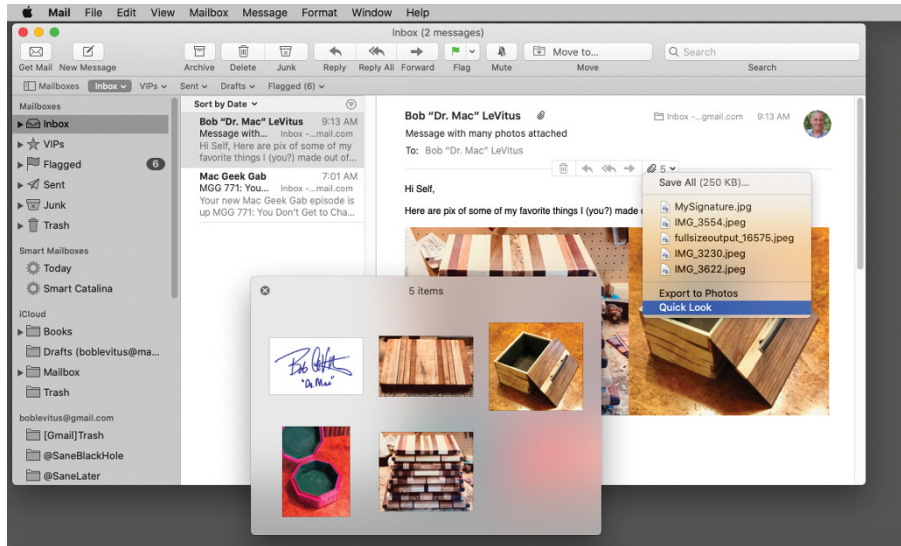 Mail File Edit View Mailbox Message Format Window Help
Inbox (2 messages)
Move to... Search
Get Mail New Message Archive Delete Junk Reply Reply All Forward Flag Mute Move Search
Mailboxes Inbox VIPs Sent Drafts Flagged (6)
Mailboxes
Inbox
VIPs
Flagged 6
Sent
Junk
Trash
Smart Mailboxes
Today
Smart Catalina
iCloud
Books
Drafts (boblevitus@ma...
Mailbox
Trash
boblevitus@gmail.com
[Gmail]Trash
@SaneBlackHole
@SaneLater
Sort by Date
Bob “Dr. Mac” LeVitus 9:13 AM
Message with... Inbox -...mail.com
Hi Self, Here are pix of some of my
favorite things I (you?) made out of...
Mac Geek Gab 7:01 AM
MGG 771: You... Inbox -...mail.com
Your new Mac Geek Gab episode is
up MGG 771: You Don't Get to Cha...
Bob “Dr. Mac” LeVitus Inbox -...gmail.com 9:13 AM
Message with many photos attached
To: Bob “Dr. Mac” LeVitus
5
Hi Self,
Here are pix of some of my favorite things I (you?) made
Save All (250 KB)...
MySignature.jpg
IMG_3554.jpeg
fullsizeoutput_16575.jpeg
IMG_3230.jpeg
IMG_3622.jpeg
Export to Photos
Quick Look
5 items
"Dr. Mac"